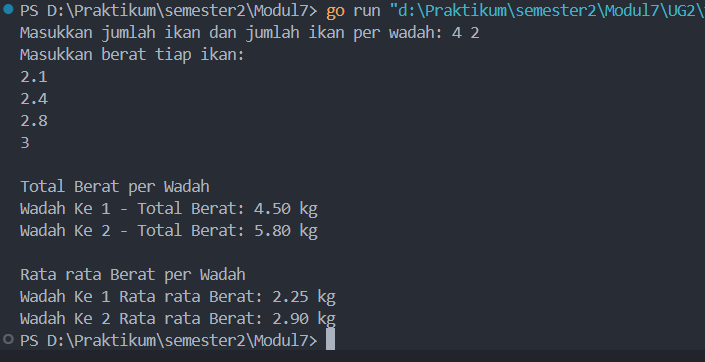 PS D:\Praktikum\semester2\Modul7> go run "d:\Praktikum\semester2\Modul7\UG2\
Masukkan jumlah ikan dan jumlah ikan per wadah: 4 2
Masukkan berat tiap ikan:
2.1
2.4
2.8
3
Total Berat per Wadah
Wadah Ke 1 - Total Berat: 4.50 kg
Wadah Ke 2 - Total Berat: 5.80 kg
Rata rata Berat per Wadah
Wadah Ke 1 Rata rata Berat: 2.25 kg
Wadah Ke 2 Rata rata Berat: 2.90 kg
PS D:\Praktikum\semester2\Modul7>